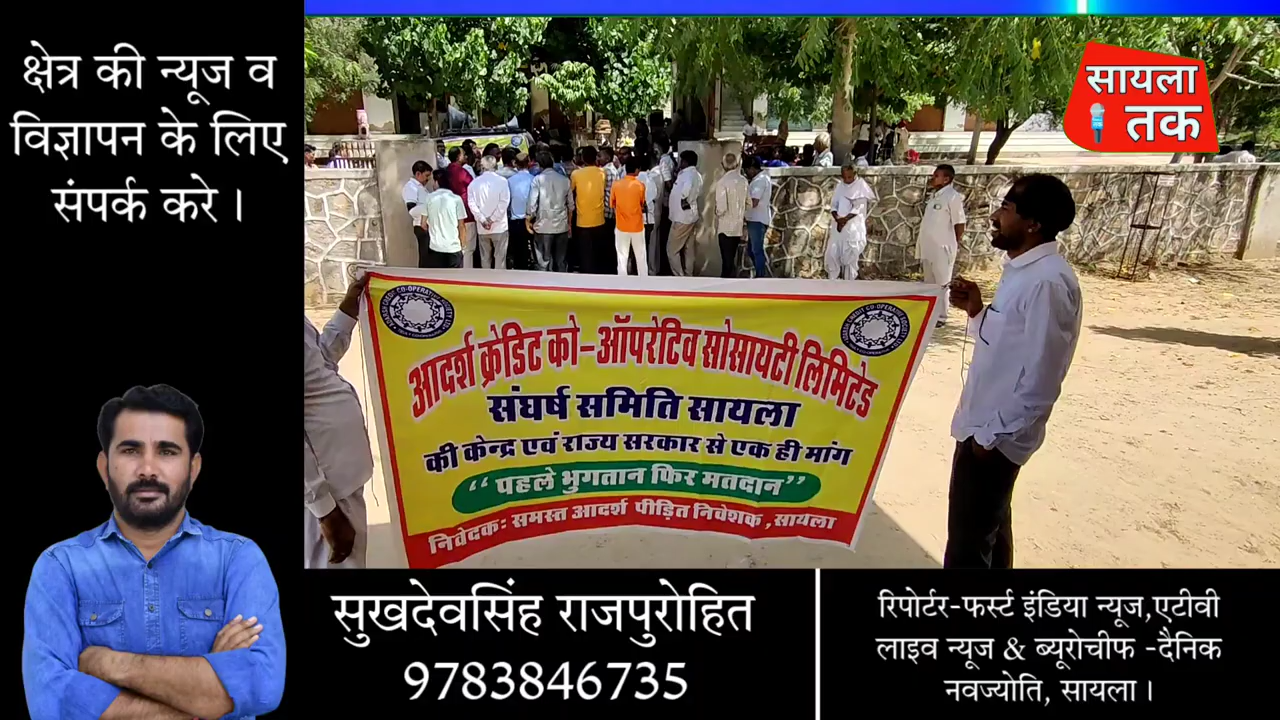 क्षेत्र की न्यूज व
विज्ञापन के लिए
संपर्क करे ।
सायला
तक
आदर्श क्रेडिट को-ऑपरेटिव सोसायटी लिमिटेड
संघर्ष समिति सायला
की केन्द्र एवं राज्य सरकार से एक ही मांग
“पहले भुगतान फिर मतदान”
निवेदक: समस्त आदर्श पीड़ित निवेशक, सायला
सुखदेवसिंह राजपुरोहित
9783846735
रिपोर्टर-फर्स्ट इंडिया न्यूज,एटीवी
लाइव न्यूज & ब्यूरोचीफ -दैनिक
नवज्योति, सायला ।